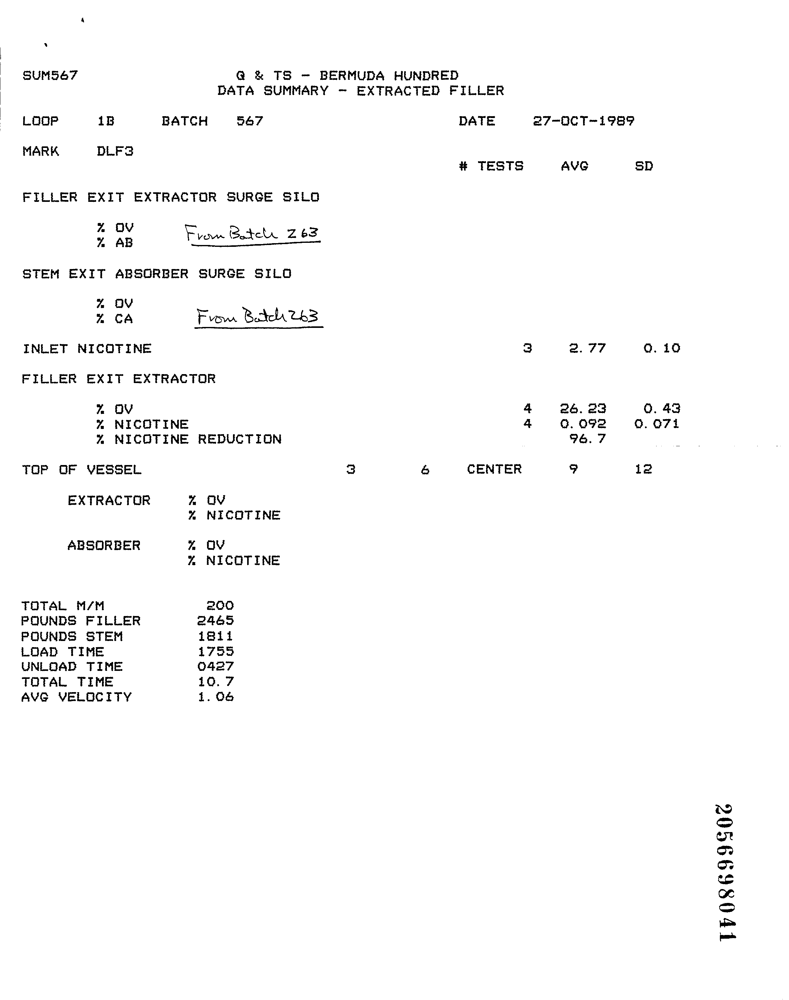 SUM567 Q & TS - BERMUDA HUNDRED
DATA SUMMARY - EXTRACTED FILLER
LOOP 1B BATCH 567 DATE 27-OCT-1989
MARK DLF3
# TESTS AVG SD
FILLER EXIT EXTRACTOR SURGE SILO
% OV
% AB From Batch 263
STEM EXIT ABSORBER SURGE SILO
% OV
% CA From Batch 263
INLET NICOTINE 3 2.77 0.10
FILLER EXIT EXTRACTOR
% OV 4 26.23 0.43
% NICOTINE 4 0.092 0.071
% NICOTINE REDUCTION 96.7
TOP OF VESSEL 3 6 CENTER 9 12
EXTRACTOR % OV
% NICOTINE
ABSORBER % OV
% NICOTINE
TOTAL M/M 200
POUNDS FILLER 2465
POUNDS STEM 1811
LOAD TIME 1755
UNLOAD TIME 0427
TOTAL TIME 10.7
AVG VELOCITY 1.06
2056698041